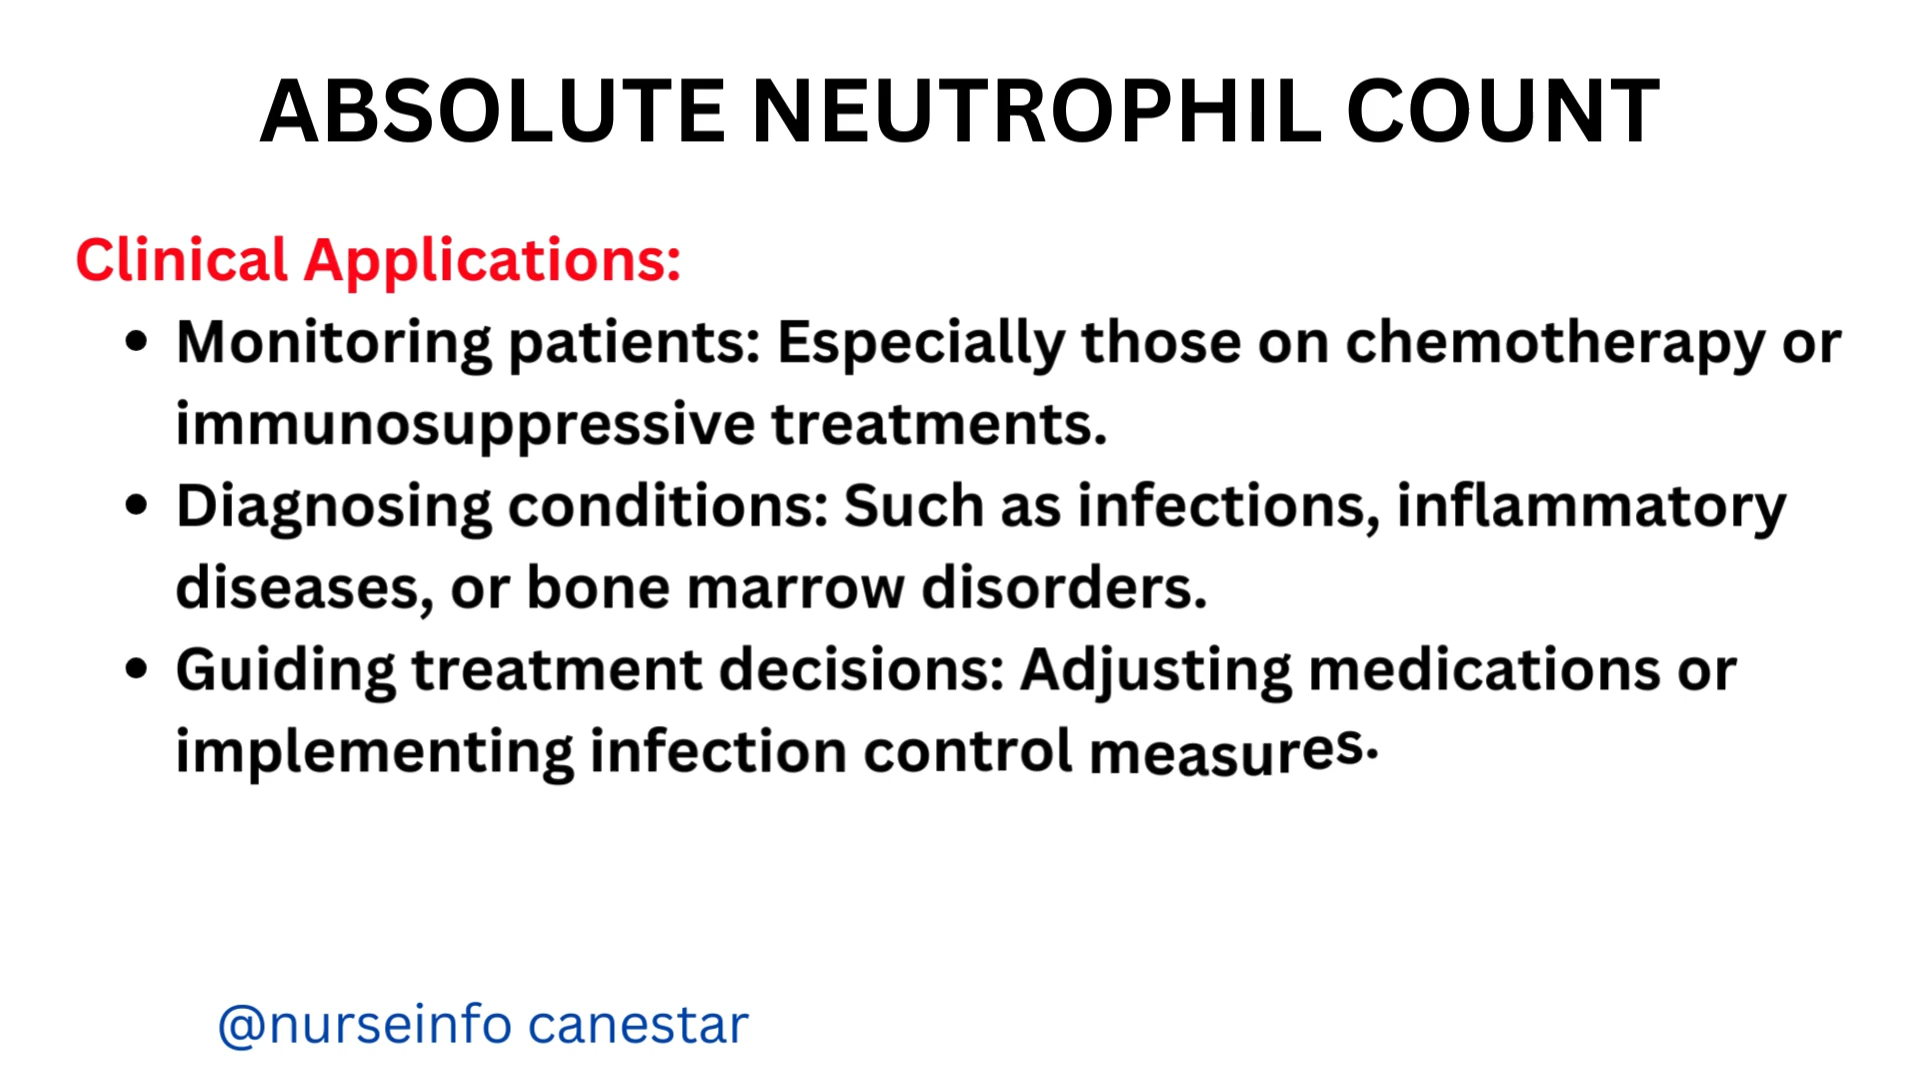 ABSOLUTE NEUTROPHIL COUNT
Clinical Applications:
• Monitoring patients: Especially those on chemotherapy or
immunosuppressive treatments.
• Diagnosing conditions: Such as infections, inflammatory
diseases, or bone marrow disorders.
• Guiding treatment decisions: Adjusting medications or
implementing infection control measures.
@nurseinfo canestar